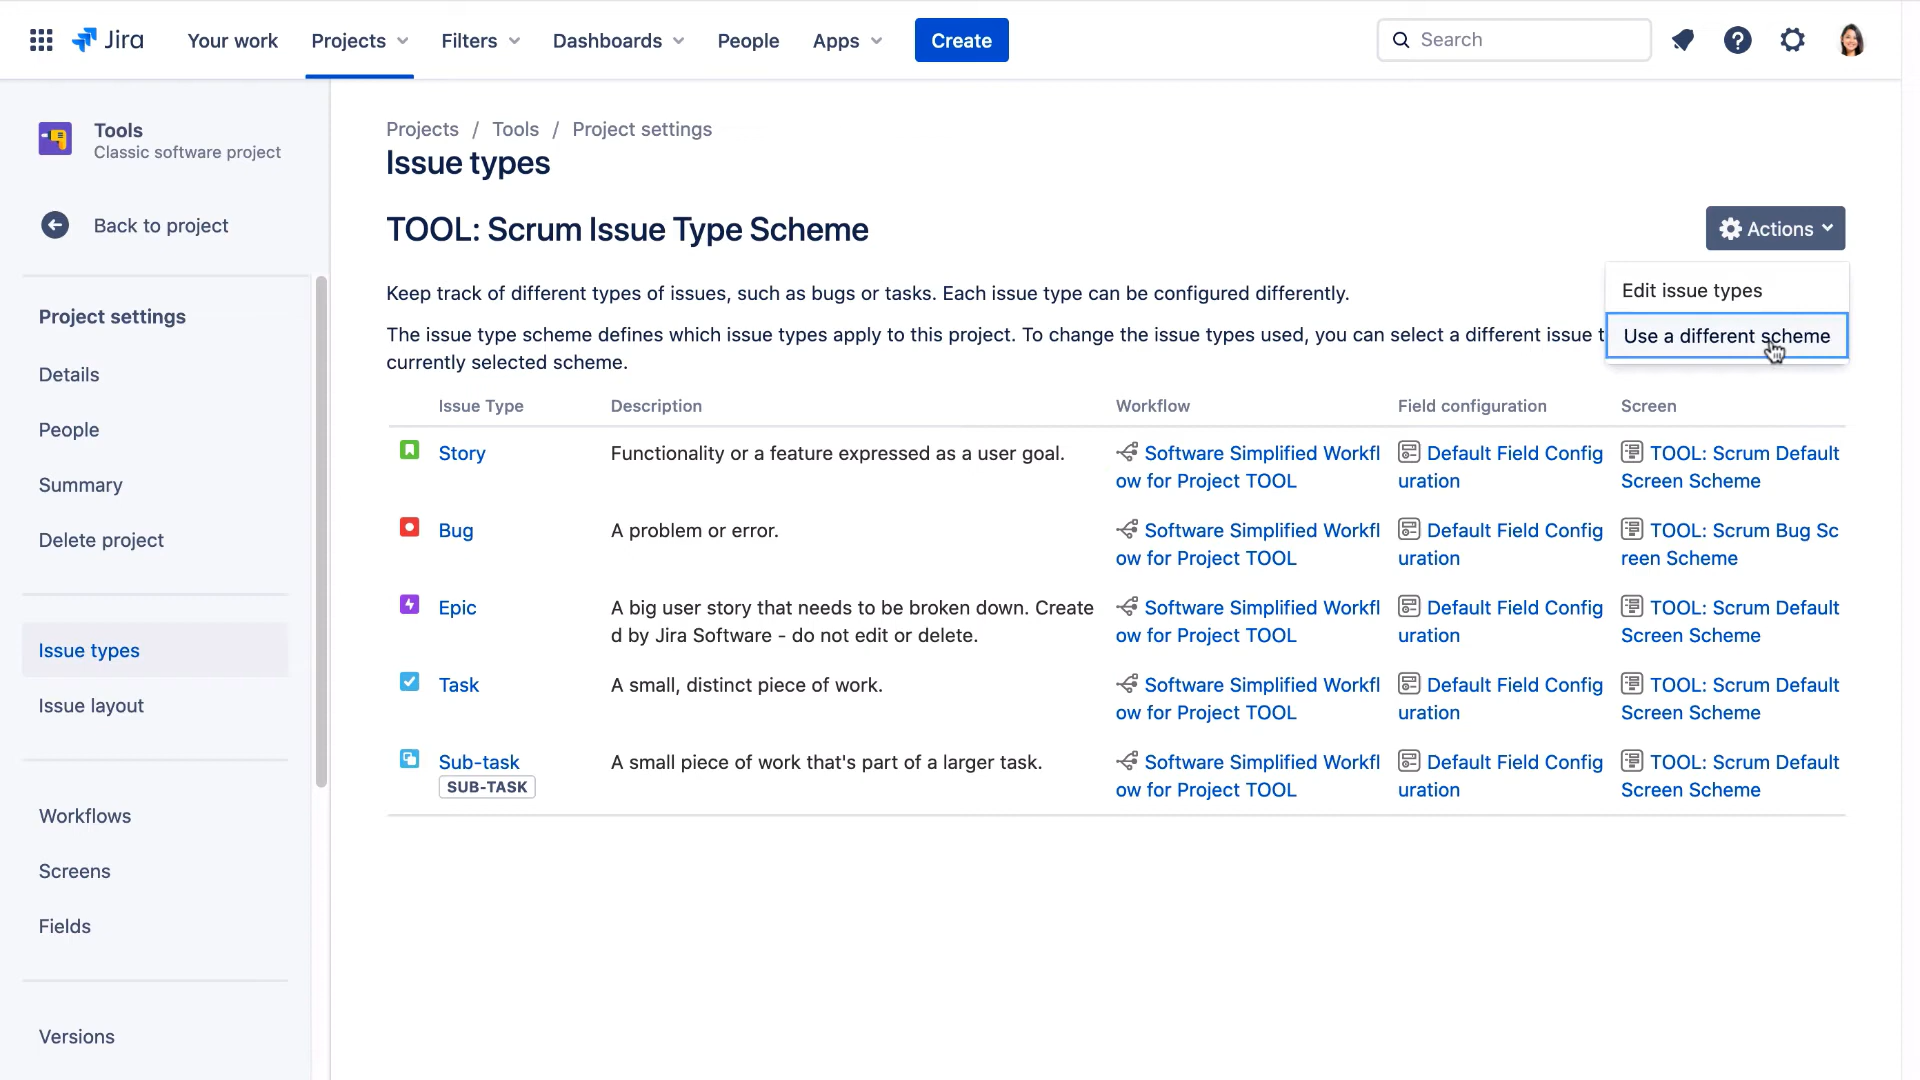 Jira
Your work
Projects
Filters
Dashboards
People
Apps
Create
Search
Tools
Classic software project
Back to project
Project settings
Details
People
Summary
Delete project
Issue types
Issue layout
Workflows
Screens
Fields
Versions
Projects / Tools / Project settings
Issue types
TOOL: Scrum Issue Type Scheme
Actions
Edit issue types
Use a different scheme
Keep track of different types of issues, such as bugs or tasks. Each issue type can be configured differently.
The issue type scheme defines which issue types apply to this project. To change the issue types used, you can select a different issue t
currently selected scheme.
Issue Type Description Workflow Field configuration Screen
Story Functionality or a feature expressed as a user goal. Software Simplified Workfl Default Field Config TOOL: Scrum Default
ow for Project TOOL uration Screen Scheme
Bug A problem or error. Software Simplified Workfl Default Field Config TOOL: Scrum Bug Sc
ow for Project TOOL uration reen Scheme
Epic A big user story that needs to be broken down. Create Software Simplified Workfl Default Field Config TOOL: Scrum Default
d by Jira Software - do not edit or delete. ow for Project TOOL uration Screen Scheme
Task A small, distinct piece of work. Software Simplified Workfl Default Field Config TOOL: Scrum Default
ow for Project TOOL uration Screen Scheme
Sub-task A small piece of work that's part of a larger task. Software Simplified Workfl Default Field Config TOOL: Scrum Default
SUB-TASK ow for Project TOOL uration Screen Scheme